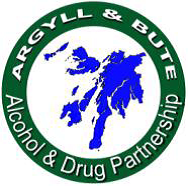 ARGYLL & BUTE
Alcohol & Drug Partnership